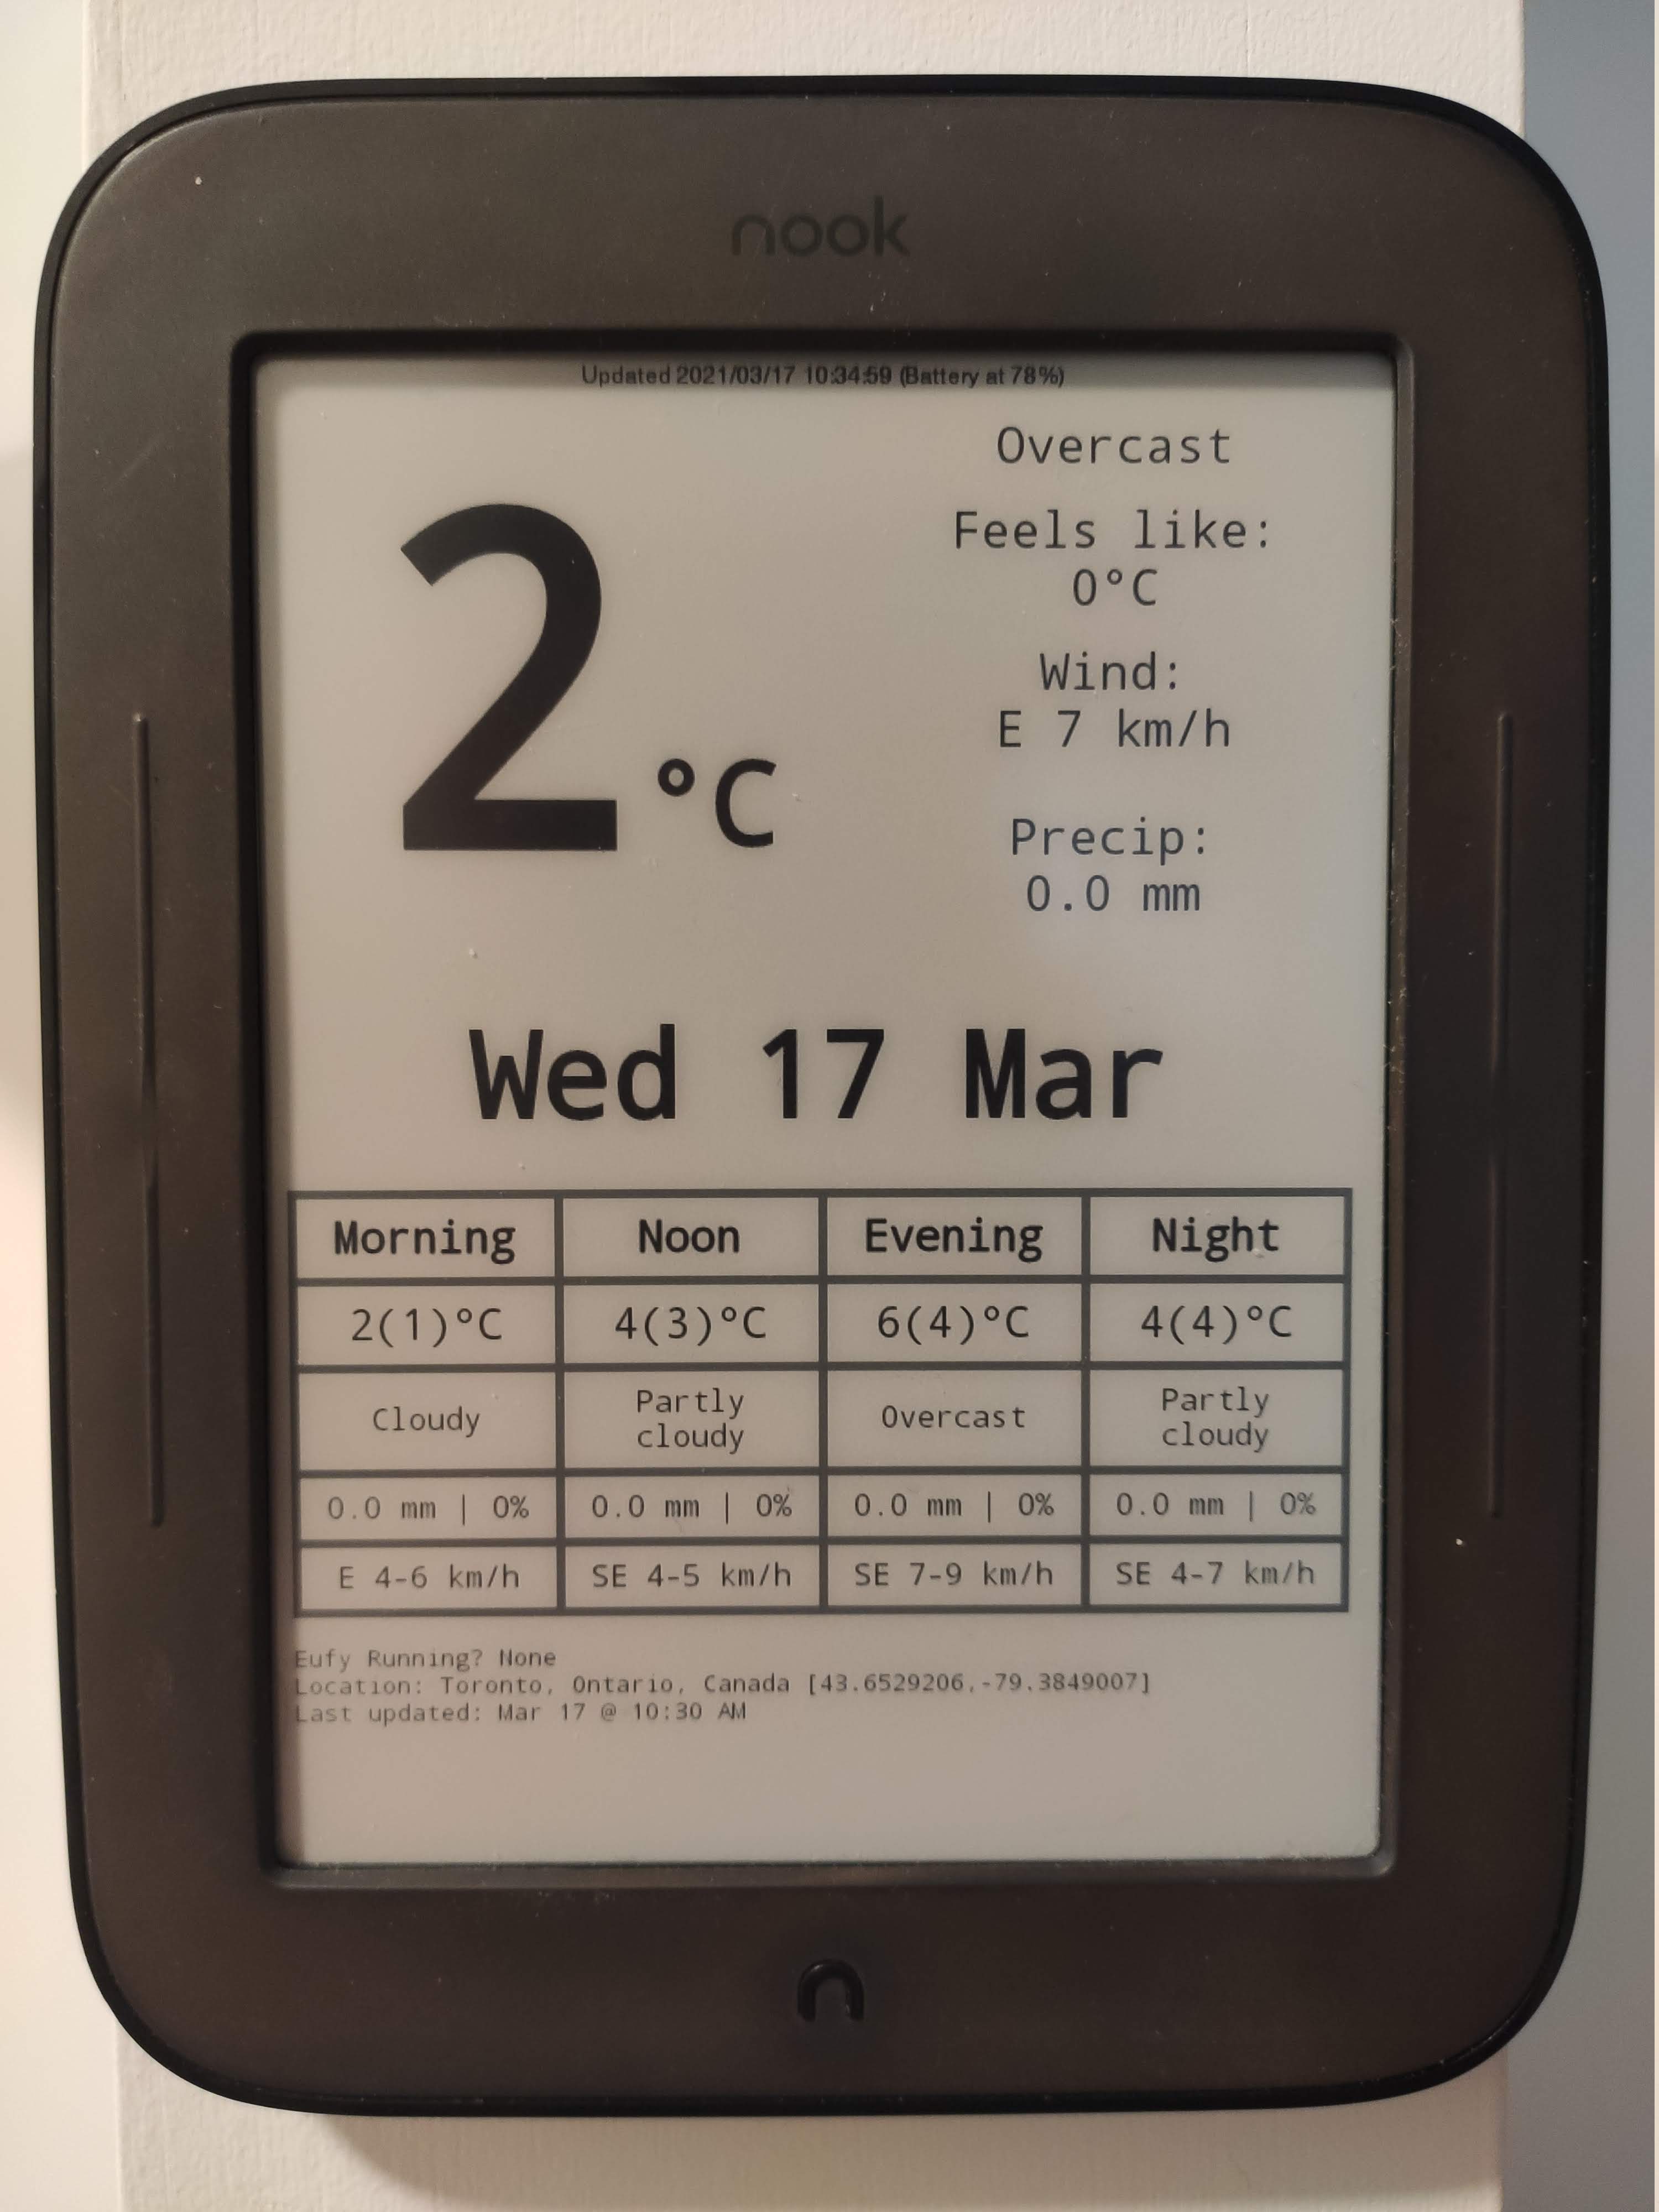 nook
Updated 2021/03/17 10:34:59 (Battery at 78%)
Overcast
Feels like:
0°C
Wind:
E 7 km/h
Precip:
0.0 mm
2 °C
Wed 17 Mar
Morning Noon Evening Night
2(1)°C 4(3)°C 6(4)°C 4(4)°C
Cloudy Partly cloudy Overcast Partly cloudy
0.0 mm | 0% 0.0 mm | 0% 0.0 mm | 0% 0.0 mm | 0%
E 4-6 km/h SE 4-5 km/h SE 7-9 km/h SE 4-7 km/h
Eufy Running? None
Location: Toronto, Ontario, Canada [43.6529206,-79.3849007]
Last updated: Mar 17 @ 10:30 AM
n